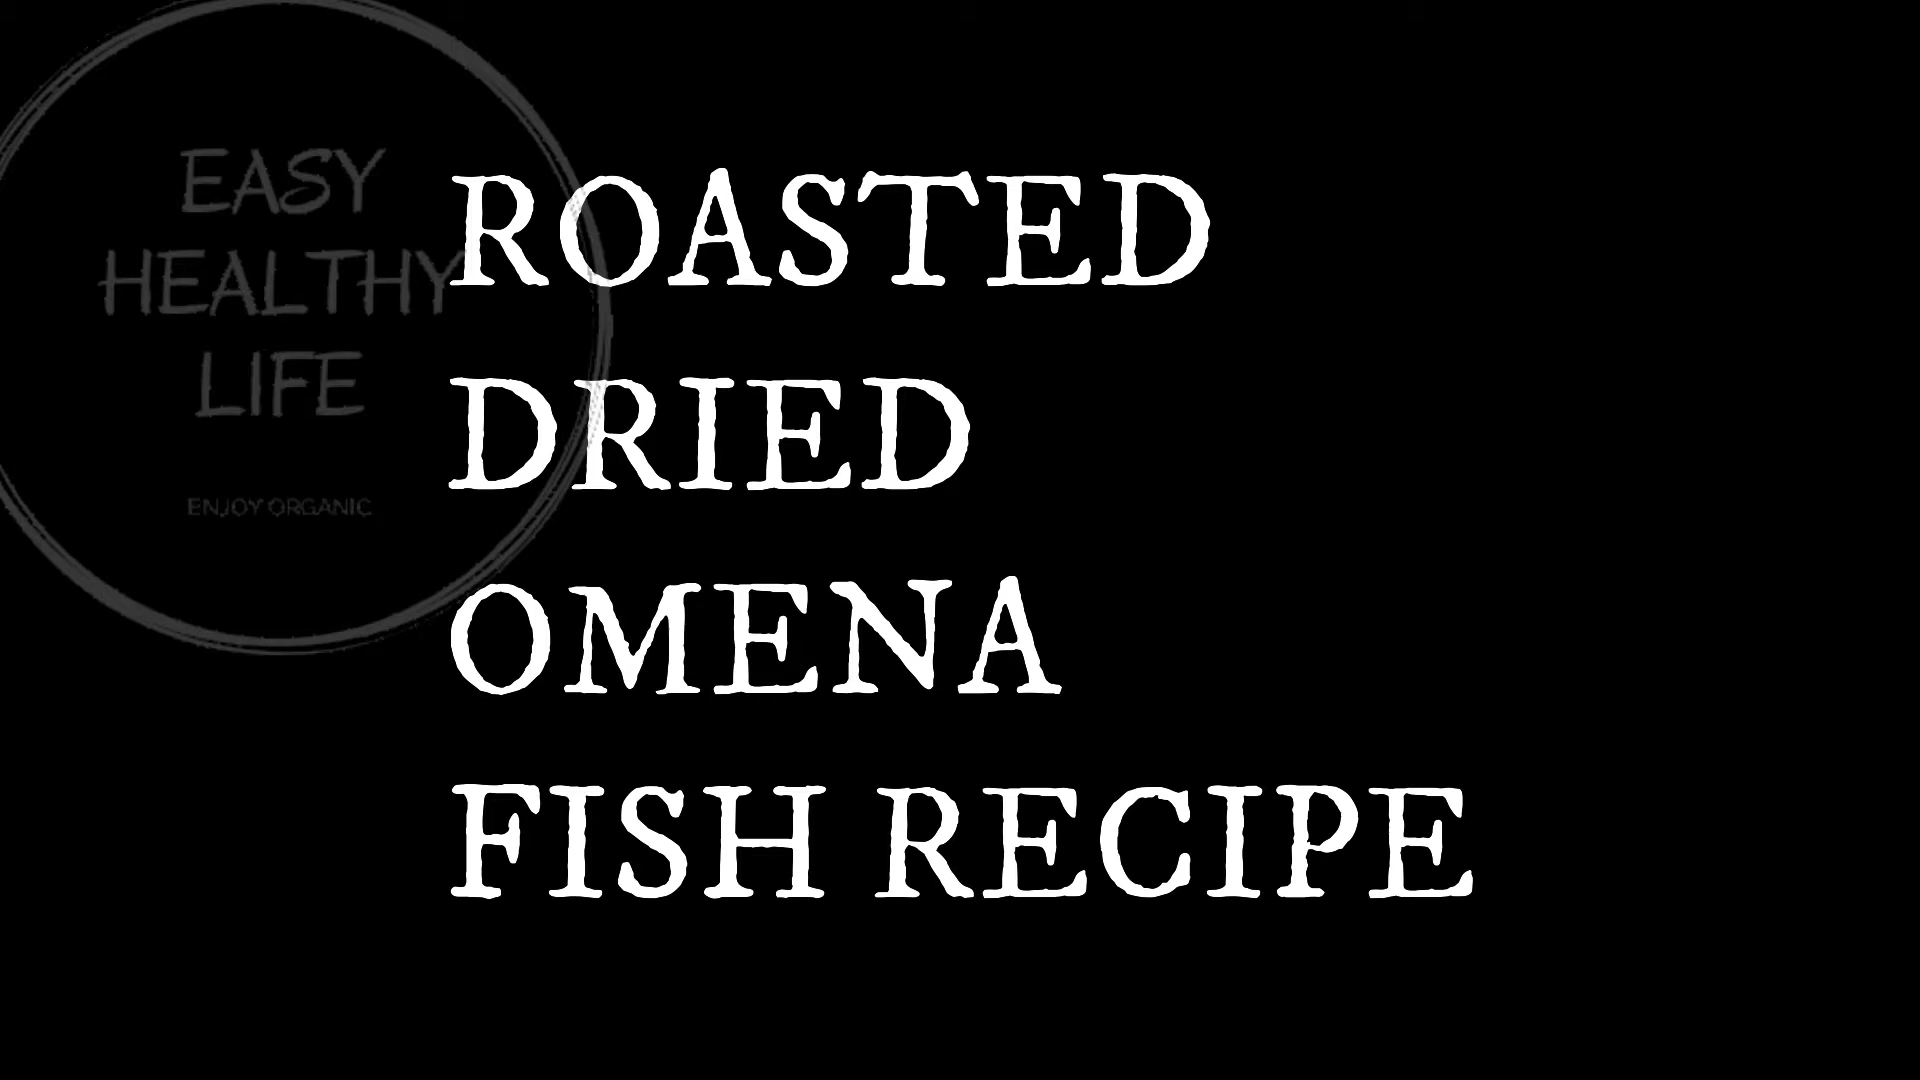 EASY
HEALTHY
LIFE
ENJOY ORGANIC
ROASTED
DRIED
OMENA
FISH RECIPE